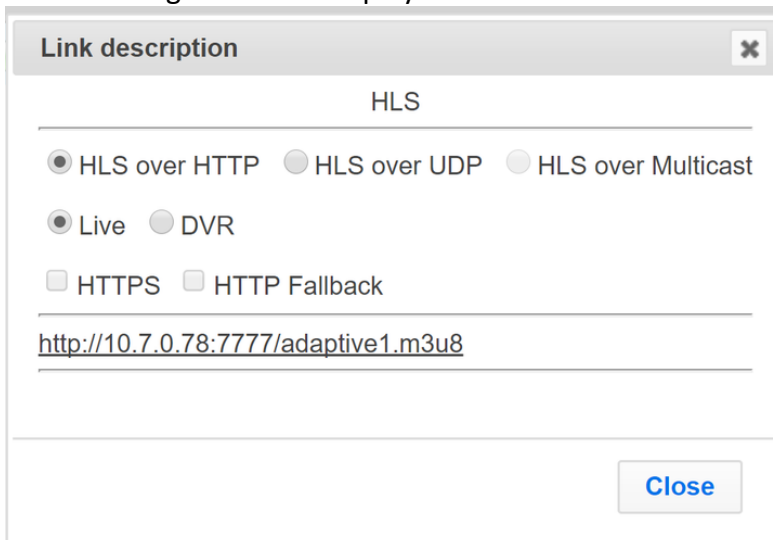 Link description
HLS
HLS over HTTP HLS over UDP HLS over Multicast
Live DVR
HTTPS HTTP Fallback
http://10.7.0.78:7777/adaptive1.m3u8
Close